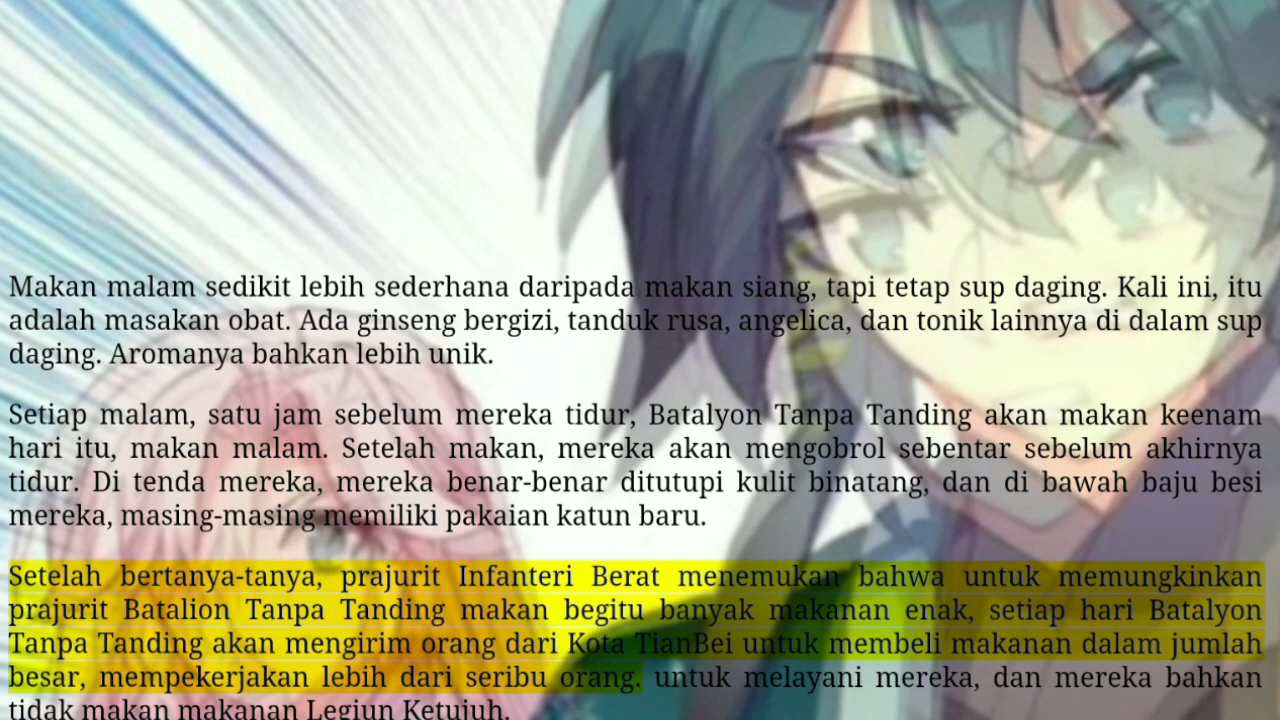 Makan malam sedikit lebih sederhana daripada makan siang, tapi tetap sup daging. Kali ini, itu
adalah masakan obat. Ada ginseng bergizi, tanduk rusa, angelica, dan tonik lainnya di dalam sup
daging. Aromanya bahkan lebih unik.
Setiap malam, satu jam sebelum mereka tidur, Batalyon Tanpa Tanding akan makan keenam
hari itu, makan malam. Setelah makan, mereka akan mengobrol sebentar sebelum akhirnya
tidur. Di tenda mereka, mereka benar-benar ditutupi kulit binatang, dan di bawah baju besi
mereka, masing-masing memiliki pakaian katun baru.
Setelah bertanya-tanya, prajurit Infanteri Berat menemukan bahwa untuk memungkinkan
prajurit Batalion Tanpa Tanding makan begitu banyak makanan enak, setiap hari Batalyon
Tanpa Tanding akan mengirim orang dari Kota TianBei untuk membeli makanan dalam jumlah
besar, mempekerjakan lebih dari seribu orang. untuk melayani mereka, dan mereka bahkan
tidak makan makanan Legiun Ketujuh.